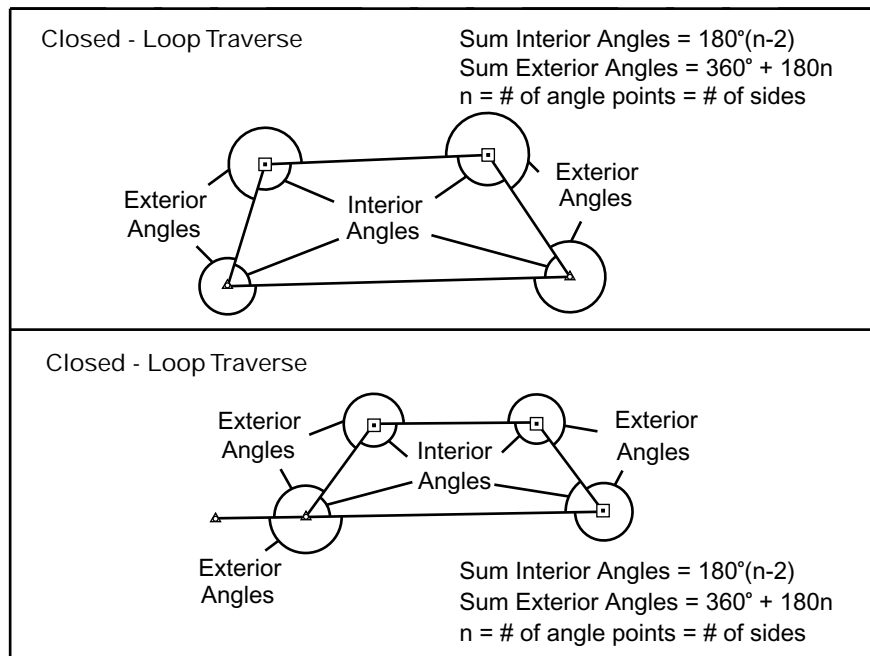 Closed - Loop Traverse
Sum Interior Angles = 180°(n-2)
Sum Exterior Angles = 360° + 180n
n = # of angle points = # of sides
Exterior
Angles
Interior
Angles
Exterior
Angles
Closed - Loop Traverse
Exterior
Angles
Interior
Angles
Exterior
Angles
Exterior
Angles
Sum Interior Angles = 180°(n-2)
Sum Exterior Angles = 360° + 180n
n = # of angle points = # of sides